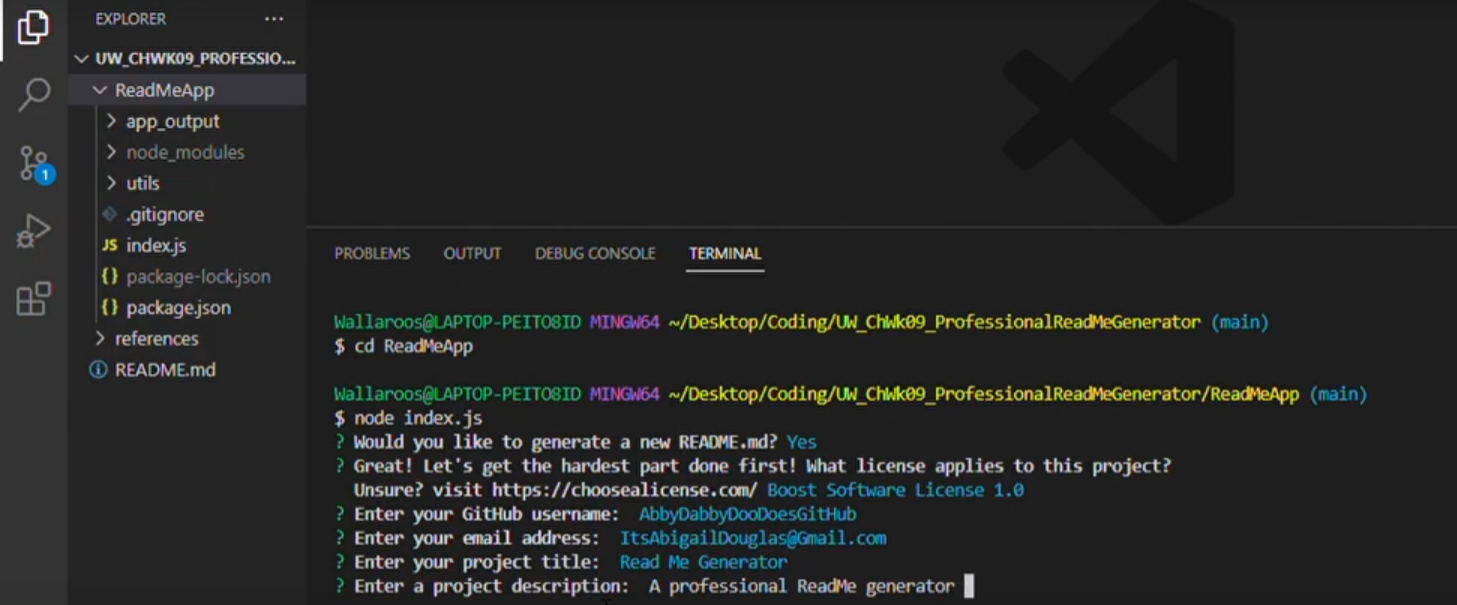 EXPLORER ...
UW_CHWK09_PROFESSIO...
ReadMeApp
app_output
node_modules
utils
.gitignore
JS index.js
{} package-lock.json
{} package.json
references
README.md
1
PROBLEMS OUTPUT DEBUG CONSOLE TERMINAL
Wallaroos@LAPTOP-PEITO8ID MINGW64 ~/Desktop/Coding/UW_ChWk09_ProfessionalReadMeGenerator (main)
$ cd ReadMeApp
Wallaroos@LAPTOP-PEITO8ID MINGW64 ~/Desktop/Coding/UW_ChWk09_ProfessionalReadMeGenerator/ReadMeApp (main)
$ node index.js
? Would you like to generate a new README.md? Yes
? Great! Let's get the hardest part done first! What license applies to this project?
Unsure? visit https://choosealicense.com/ Boost Software License 1.0
? Enter your GitHub username: AbbyDabbyDooDoesGitHub
? Enter your email address: ItsAbigailDouglas@Gmail.com
? Enter your project title: Read Me Generator
? Enter a project description: A professional ReadMe generator